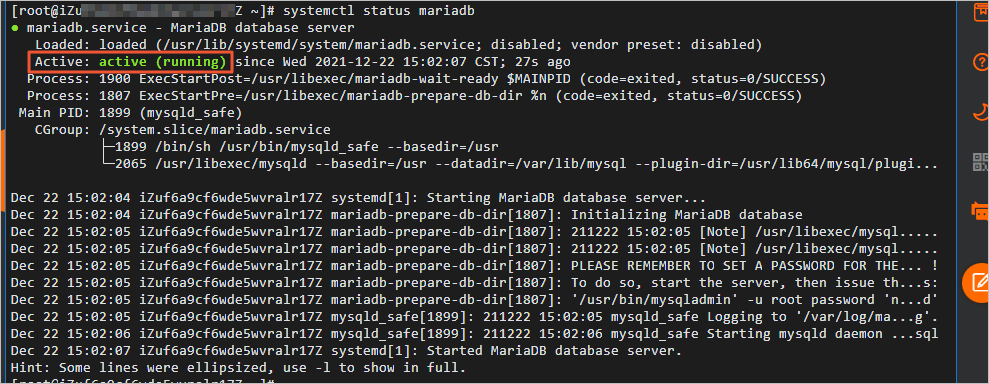 [root@iZu Z ~]# systemctl status mariadb
● mariadb.service - MariaDB database server
Loaded: loaded (/usr/lib/systemd/system/mariadb.service; disabled; vendor preset: disabled)
Active: active (running) since Wed 2021-12-22 15:02:07 CST; 27s ago
Process: 1900 ExecStartPost=/usr/libexec/mariadb-wait-ready $MAINPID (code=exited, status=0/SUCCESS)
Process: 1807 ExecStartPre=/usr/libexec/mariadb-prepare-db-dir %n (code=exited, status=0/SUCCESS)
Main PID: 1899 (mysqld_safe)
CGroup: /system.slice/mariadb.service
├─1899 /bin/sh /usr/bin/mysqld_safe --basedir=/usr
└─2065 /usr/libexec/mysqld --basedir=/usr --datadir=/var/lib/mysql --plugin-dir=/usr/lib64/mysql/plugi...
Dec 22 15:02:04 iZuf6a9cf6wde5wvralr17Z systemd[1]: Starting MariaDB database server...
Dec 22 15:02:04 iZuf6a9cf6wde5wvralr17Z mariadb-prepare-db-dir[1807]: Initializing MariaDB database
Dec 22 15:02:05 iZuf6a9cf6wde5wvralr17Z mariadb-prepare-db-dir[1807]: 211222 15:02:05 [Note] /usr/libexec/mysql.....
Dec 22 15:02:05 iZuf6a9cf6wde5wvralr17Z mariadb-prepare-db-dir[1807]: 211222 15:02:05 [Note] /usr/libexec/mysql.....
Dec 22 15:02:05 iZuf6a9cf6wde5wvralr17Z mariadb-prepare-db-dir[1807]: PLEASE REMEMBER TO SET A PASSWORD FOR THE... !
Dec 22 15:02:05 iZuf6a9cf6wde5wvralr17Z mariadb-prepare-db-dir[1807]: To do so, start the server, then issue th...s:
Dec 22 15:02:05 iZuf6a9cf6wde5wvralr17Z mariadb-prepare-db-dir[1807]: '/usr/bin/mysqladmin' -u root password 'n...d'
Dec 22 15:02:05 iZuf6a9cf6wde5wvralr17Z mysqld_safe[1899]: 211222 15:02:05 mysqld_safe Logging to '/var/log/ma...g'.
Dec 22 15:02:06 iZuf6a9cf6wde5wvralr17Z mysqld_safe[1899]: 211222 15:02:06 mysqld_safe Starting mysqld daemon ...sql
Dec 22 15:02:07 iZuf6a9cf6wde5wvralr17Z systemd[1]: Started MariaDB database server.
Hint: Some lines were ellipsized, use -l to show in full.